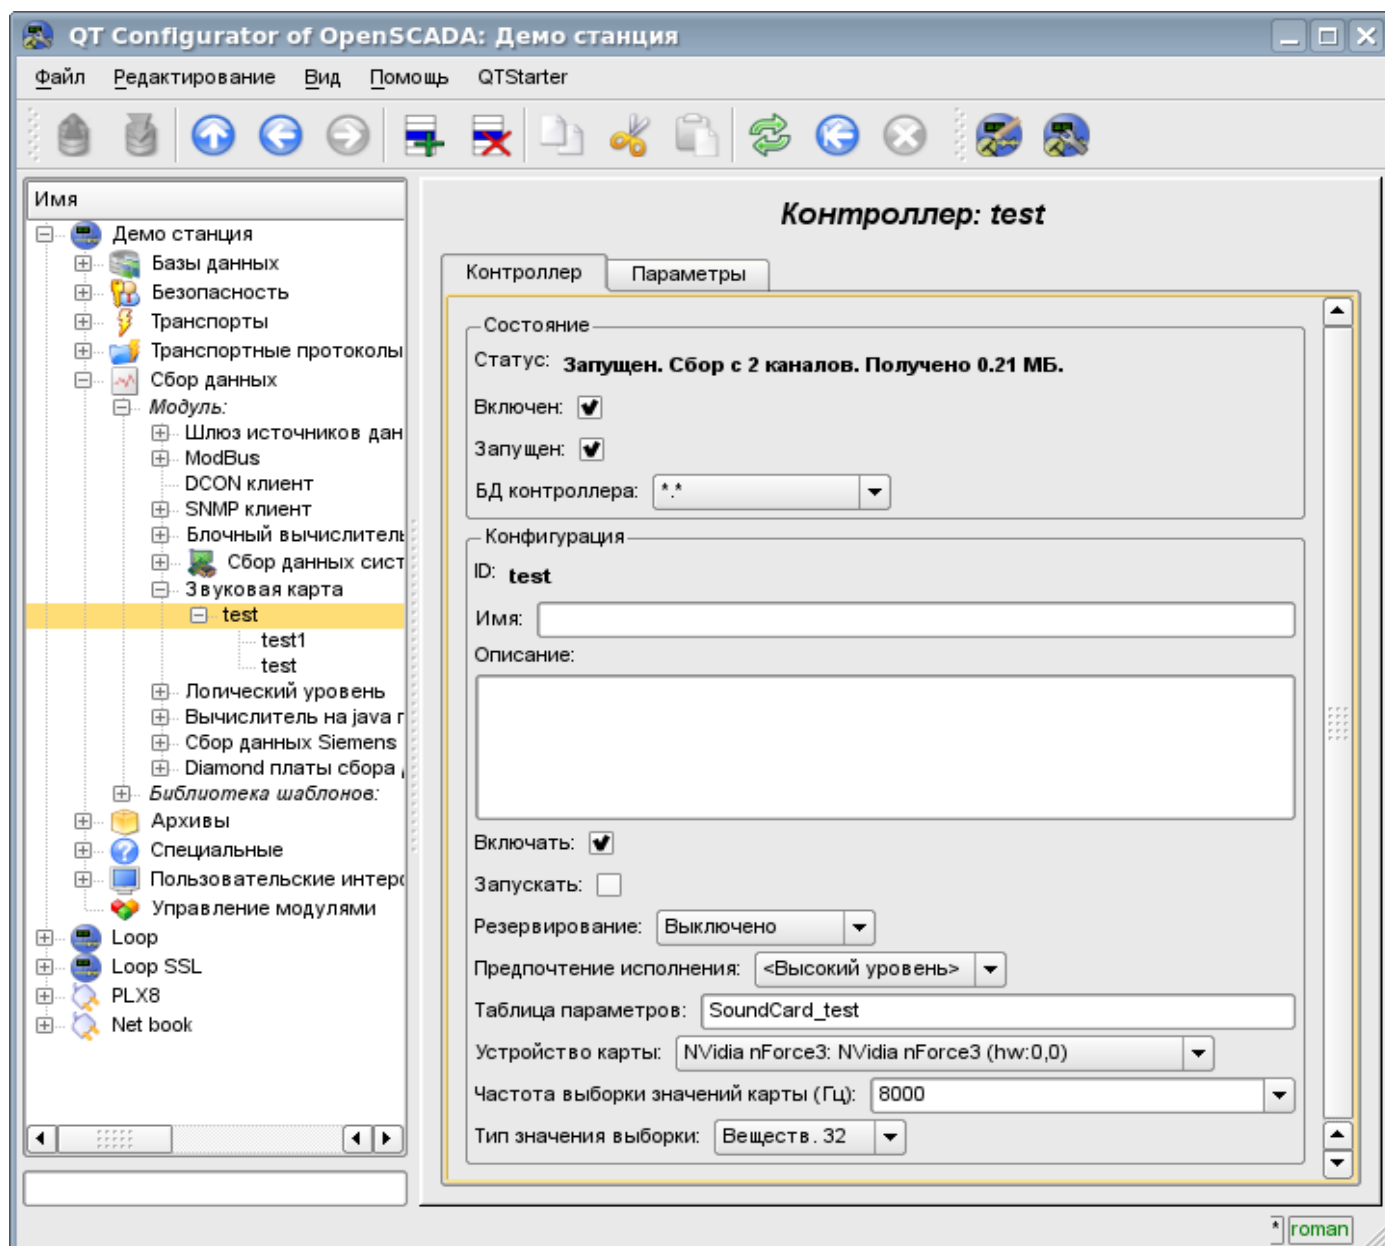 QT Configurator of OpenSCADA: Демо станция
Файл Редактирование Вид Помощь QTStarter
Имя
Демо станция
Базы данных
Безопасность
Транспорты
Транспортные протоколы
Сбор данных
Модуль:
Шлюз источников дан
ModBus
DCON клиент
SNMP клиент
Блочный вычислитель
Сбор данных сист
Звуковая карта
test
test1
test
Логический уровень
Вычислитель на java
Сбор данных Siemens
Diamond платы сбора
Библиотека шаблонов:
Архивы
Специальные
Пользовательские интер
Управление модулями
Loop
Loop SSL
PLX8
Net book
Контроллер: test
Контроллер Параметры
Состояние
Статус: Запущен. Сбор с 2 каналов. Получено 0.21 МБ.
Включен:
Запущен:
БД контроллера: *.*
Конфигурация
ID: test
Имя:
Описание:
Включать:
Запускать:
Резервирование: Выключено
Предпочтение исполнения: <Высокий уровень>
Таблица параметров: SoundCard_test
Устройство карты: NVidia nForce3: NVidia nForce3 (hw:0,0)
Частота выборки значений карты (Гц): 8000
Тип значения выборки: Веществ. 32
* roman